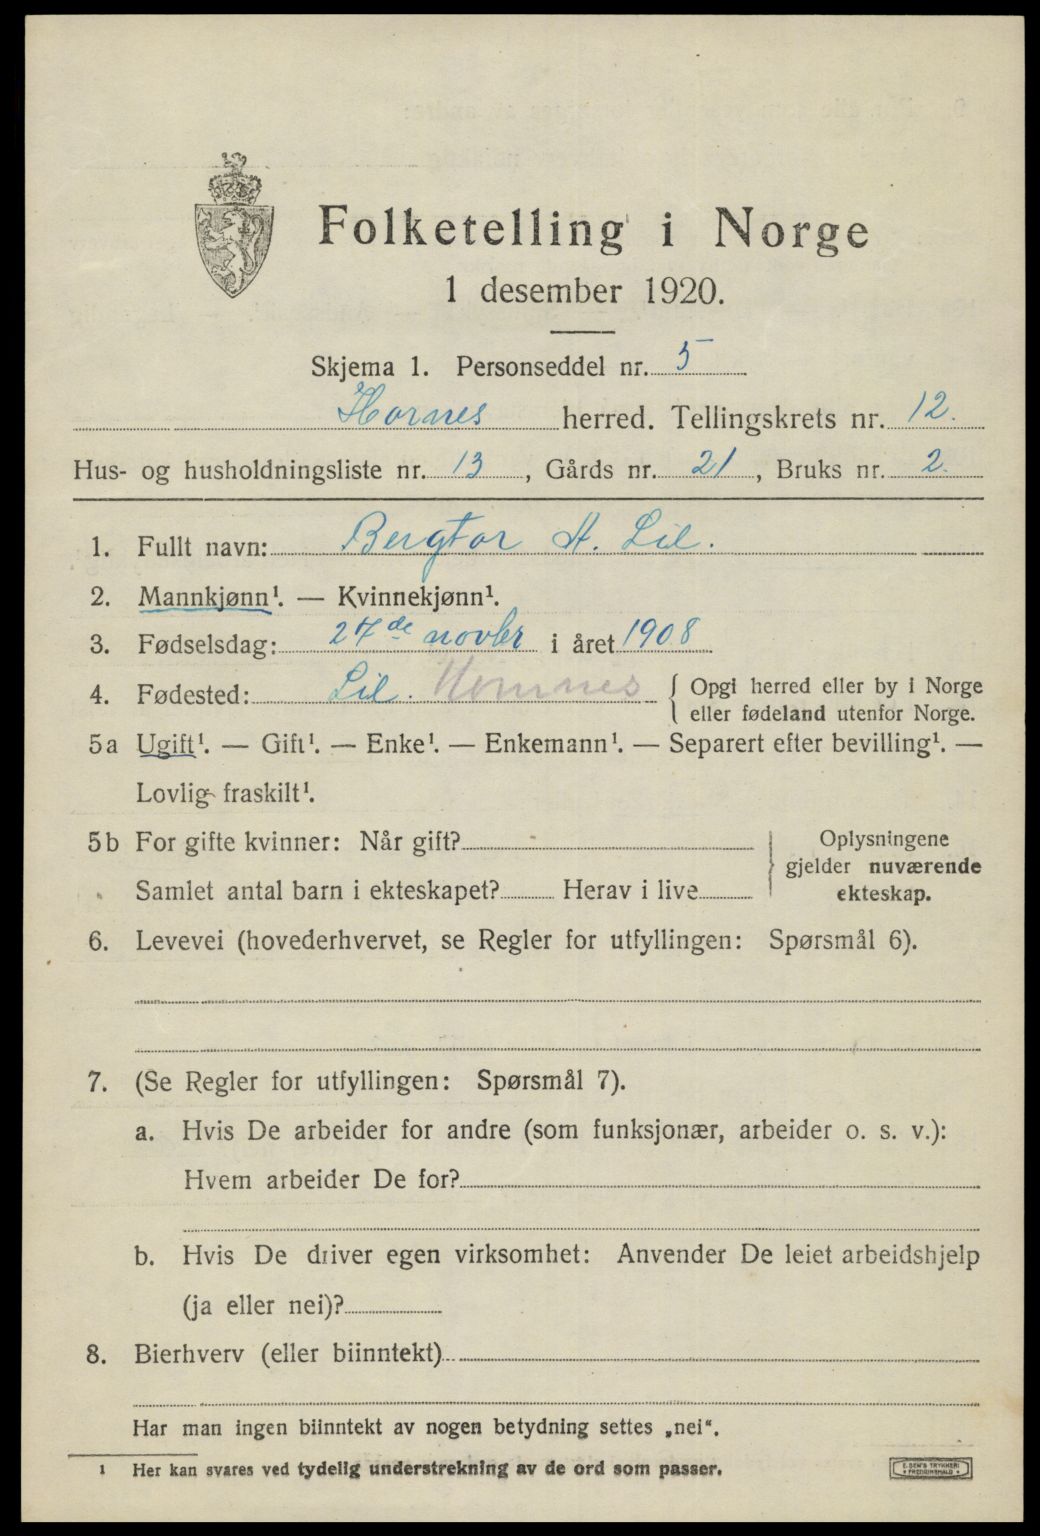 Folketelling i Norge
1 desember 1920.
Skjema 1. Personseddel nr. 5
Hornes herred. Tellingskrets nr. 12.
Hus- og husholdningsliste nr. 13, Gårds nr. 21, Bruks nr. 2.
1. Fullt navn: Bergtor H. Lil.
2. Mannkjønn¹. — Kvinnekjønn¹.
3. Fødselsdag: 27de novbr i året 1908
4. Fødested: Lil. Hornnes { Opgi herred eller by i Norge
eller fødeland utenfor Norge.
5a Ugift¹. — Gift¹. — Enke¹. — Enkemann¹. — Separert efter bevilling¹. —
Lovlig fraskilt¹.
5b For gifte kvinner: Når gift?
Samlet antal barn i ekteskapet? Herav i live
Oplysningene
gjelder nuværende
ekteskap.
6. Levevei (hovederhvervet, se Regler for utfyllingen: Spørsmål 6).
7. (Se Regler for utfyllingen: Spørsmål 7).
a. Hvis De arbeider for andre (som funksjonær, arbeider o. s. v.):
Hvem arbeider De for?
b. Hvis De driver egen virksomhet: Anvender De leiet arbeidshjelp
(ja eller nei)?
8. Bierhverv (eller biinntekt)
Har man ingen biinntekt av nogen betydning settes „nei“.
¹ Her kan svares ved tydelig understrekning av de ord som passer.
E. SEM'S TRYKKERI
FREDRIKSHALD